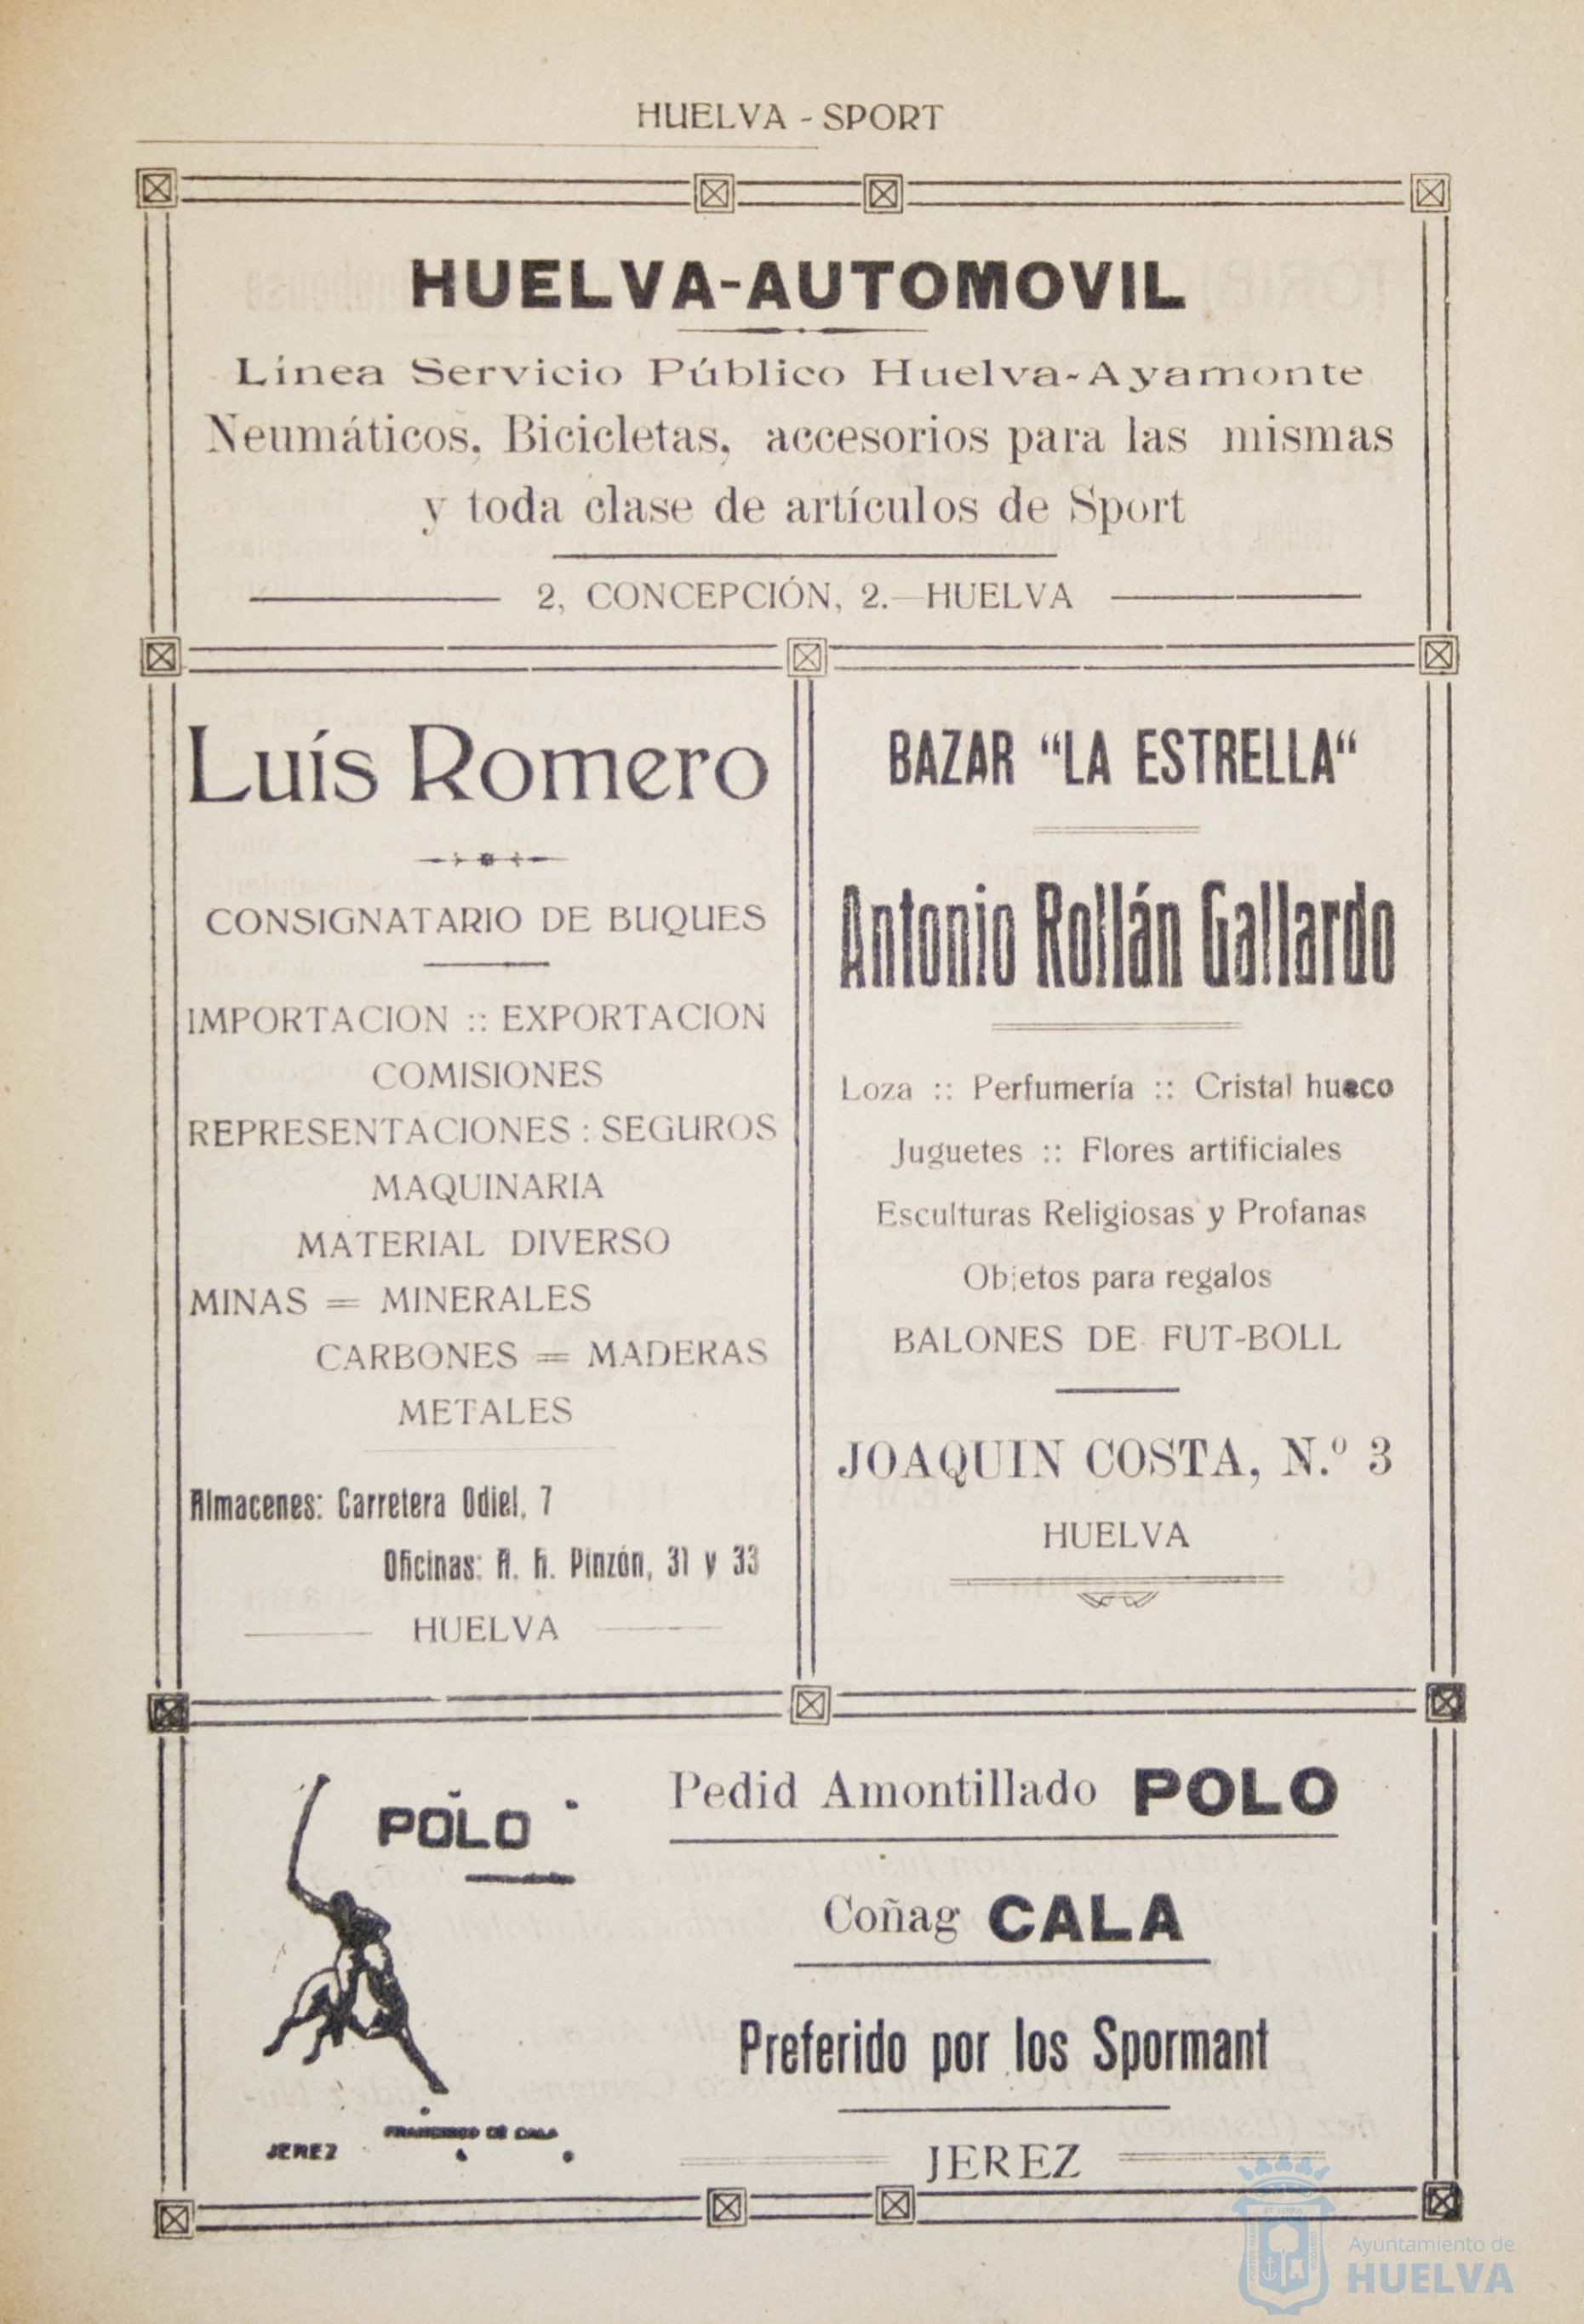 HUELVA - SPORT
HUELVA-AUTOMOVIL
Línea Servicio Público Huelva-Ayamonte
Neumáticos, Bicicletas, accesorios para las mismas
y toda clase de artículos de Sport
2, CONCEPCIÓN, 2.—HUELVA
Luís Romero
CONSIGNATARIO DE BUQUES
IMPORTACION :: EXPORTACION
COMISIONES
REPRESENTACIONES : SEGUROS
MAQUINARIA
MATERIAL DIVERSO
MINAS = MINERALES
CARBONES = MADERAS
METALES
Almacenes: Carretera Odiel, 7
Oficinas: A. H. Pinzón, 31 y 33
HUELVA
BAZAR “LA ESTRELLA“
Antonio Rollán Gallardo
Loza :: Perfumería :: Cristal hueco
Juguetes :: Flores artificiales
Esculturas Religiosas y Profanas
Objetos para regalos
BALONES DE FUT-BOLL
JOAQUIN COSTA, N.º 3
HUELVA
POLO
FRANCISCO DE CALA
JEREZ
Pedid Amontillado POLO
Coñag CALA
Preferido por los Spormant
JEREZ
Ayuntamiento de
HUELVA